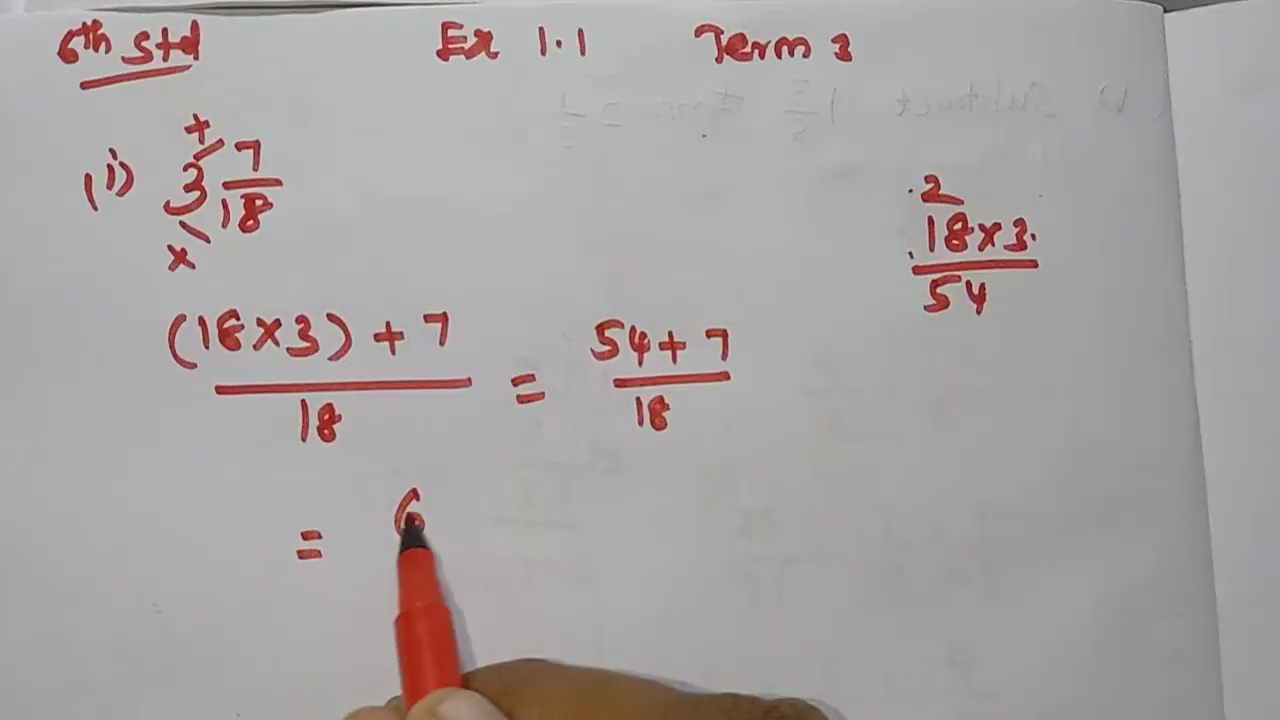 6th Std Ex 1.1 Term 3
(i) 3 7/18
+
x
2
18x3
54
(18x3) + 7 / 18 = 54 + 7 / 18
= 6